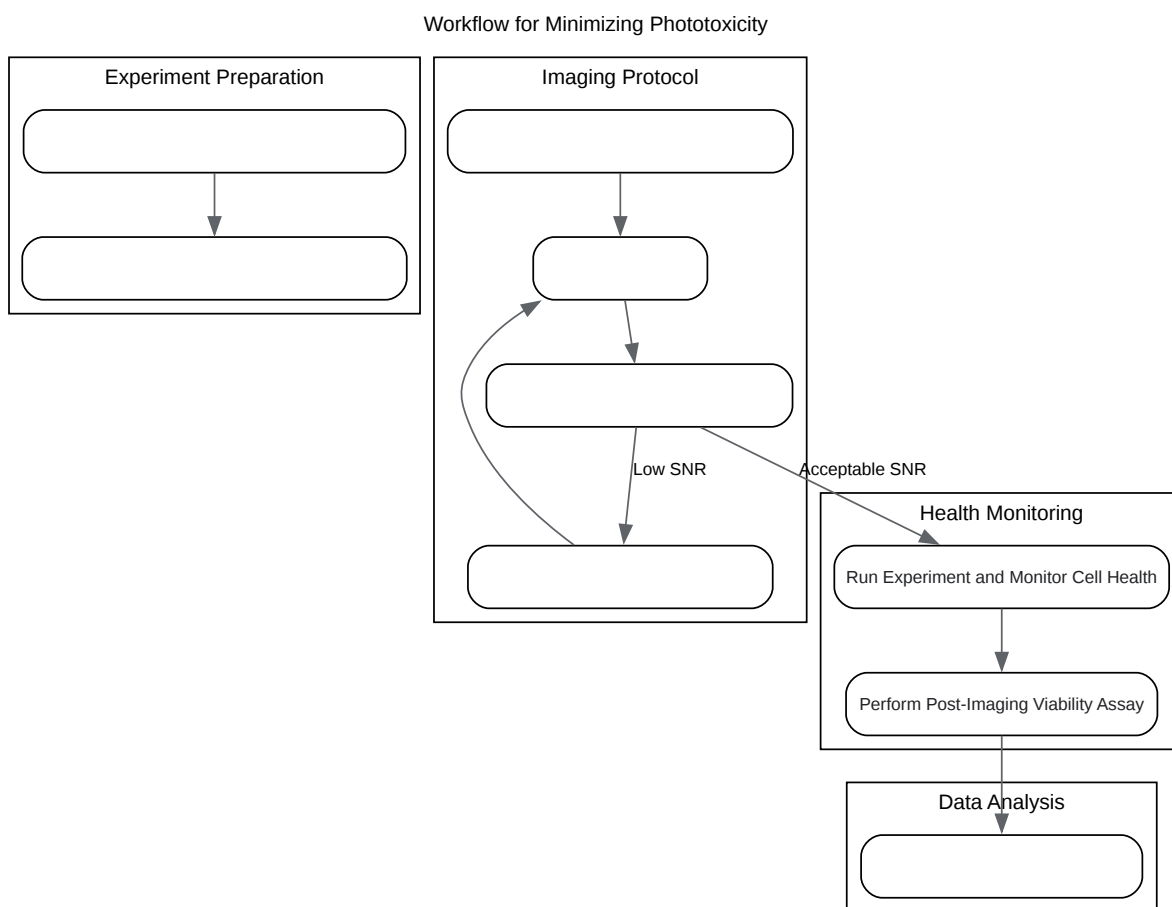 Workflow for Minimizing Phototoxicity
Experiment Preparation
Imaging Protocol
Low SNR
Acceptable SNR
Health Monitoring
Run Experiment and Monitor Cell Health
Perform Post-Imaging Viability Assay
Data Analysis